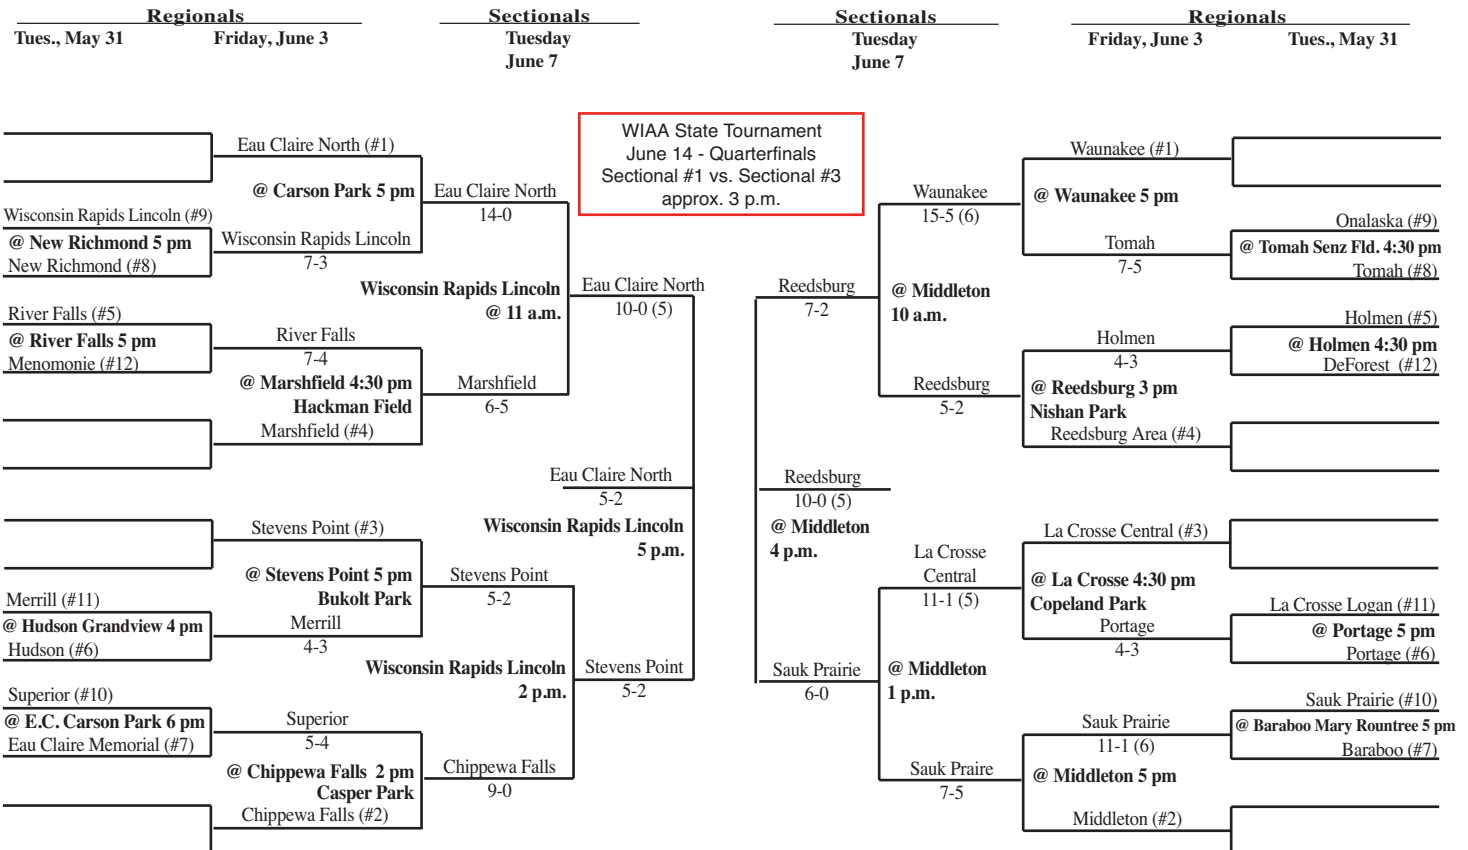 Regionals
Sectionals
Sectionals
Regionals
Tues., May 31
Friday, June 3
Tuesday
June 7
Tuesday
June 7
Friday, June 3
Tues., May 31
WIAA State Tournament
June 14 - Quarterfinals
Sectional #1 vs. Sectional #3
approx. 3 p.m.
Wisconsin Rapids Lincoln (#9)
@ New Richmond 5 pm
New Richmond (#8)
River Falls (#5)
@ River Falls 5 pm
Menomonie (#12)
Merrill (#11)
@ Hudson Grandview 4 pm
Hudson (#6)
Superior (#10)
@ E.C. Carson Park 6 pm
Eau Claire Memorial (#7)
Eau Claire North (#1)
@ Carson Park 5 pm
Wisconsin Rapids Lincoln
7-3
River Falls
7-4
@ Marshfield 4:30 pm
Hackman Field
Marshfield (#4)
Stevens Point (#3)
@ Stevens Point 5 pm
Bukolt Park
Merrill
4-3
Superior
5-4
@ Chippewa Falls 2 pm
Casper Park
Chippewa Falls (#2)
Eau Claire North
14-0
Wisconsin Rapids Lincoln
@ 11 a.m.
Marshfield
6-5
Stevens Point
5-2
Wisconsin Rapids Lincoln
2 p.m.
Chippewa Falls
9-0
Eau Claire North
10-0 (5)
Eau Claire North
5-2
Wisconsin Rapids Lincoln
5 p.m.
Stevens Point
5-2
Reedsburg
7-2
Reedsburg
10-0 (5)
@ Middleton
4 p.m.
Sauk Prairie
6-0
Waunakee
15-5 (6)
@ Middleton
10 a.m.
Reedsburg
5-2
La Crosse
Central
11-1 (5)
@ Middleton
1 p.m.
Sauk Praire
7-5
Waunakee (#1)
@ Waunakee 5 pm
Tomah
7-5
Holmen
4-3
@ Reedsburg 3 pm
Nishan Park
Reedsburg Area (#4)
La Crosse Central (#3)
@ La Crosse 4:30 pm
Copeland Park
Portage
4-3
Sauk Prairie
11-1 (6)
@ Middleton 5 pm
Middleton (#2)
Onalaska (#9)
@ Tomah Senz Fld. 4:30 pm
Tomah (#8)
Holmen (#5)
@ Holmen 4:30 pm
DeForest (#12)
La Crosse Logan (#11)
@ Portage 5 pm
Portage (#6)
Sauk Prairie (#10)
@ Baraboo Mary Rountree 5 pm
Baraboo (#7)